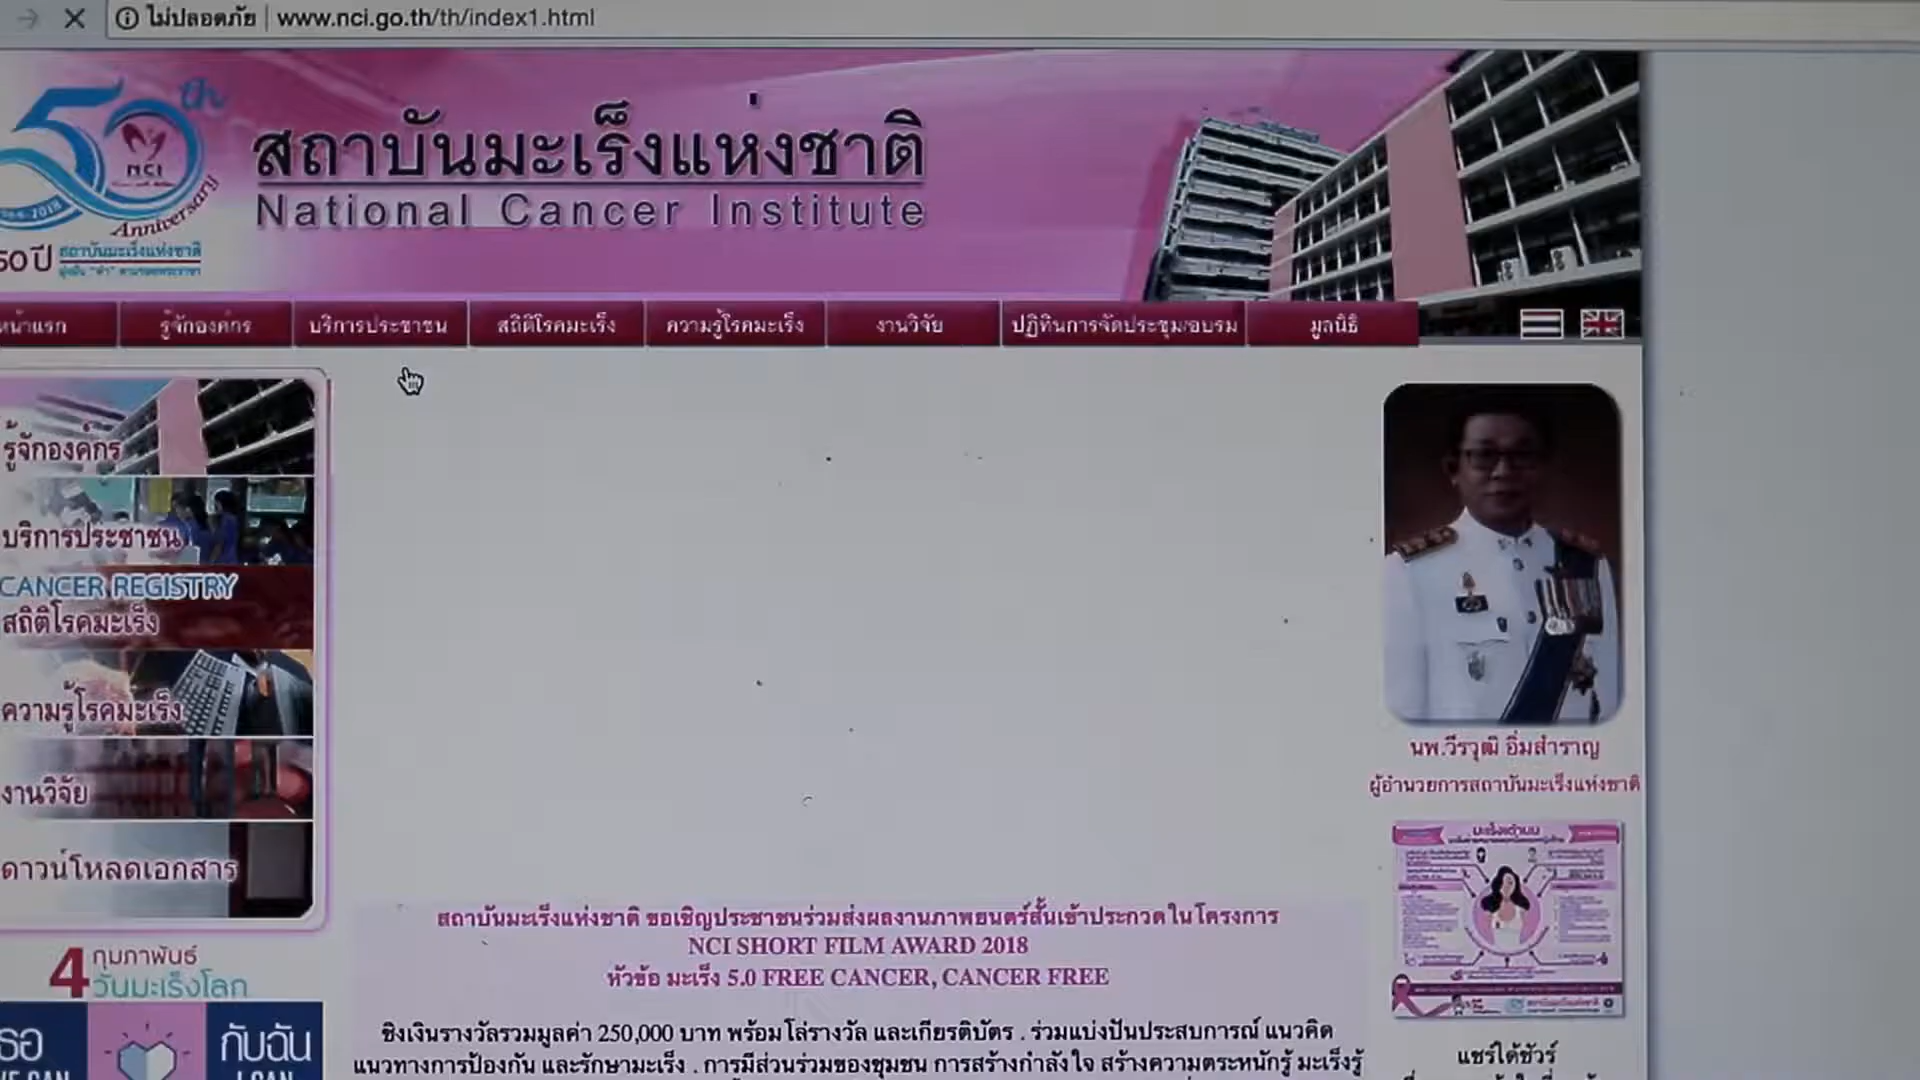 ไม่ปลอดภัย | www.nci.go.th/th/index1.html
50th
NCI
Anniversary
50 ปี สถาบันมะเร็งแห่งชาติ
สถาบันมะเร็งแห่งชาติ
National Cancer Institute
หน้าแรก
รู้จักองค์กร
บริการประชาชน
สถิติโรคมะเร็ง
ความรู้โรคมะเร็ง
งานวิจัย
ปฏิทินการจัดประชุม/อบรม
มูลนิธิ
รู้จักองค์กร
บริการประชาชน
CANCER REGISTRY
สถิติโรคมะเร็ง
ความรู้โรคมะเร็ง
งานวิจัย
ดาวน์โหลดเอกสาร
4 กุมภาพันธ์
วันมะเร็งโลก
กับฉัน
I CAN
สถาบันมะเร็งแห่งชาติ ขอเชิญประชาชนร่วมส่งผลงานภาพยนตร์สั้นเข้าประกวดในโครงการ
NCI SHORT FILM AWARD 2018
หัวข้อ มะเร็ง 5.0 FREE CANCER, CANCER FREE
ชิงเงินรางวัลรวมมูลค่า 250,000 บาท พร้อมโล่รางวัล และเกียรติบัตร . ร่วมแบ่งปันประสบการณ์ แนวคิด
แนวทางการป้องกัน และรักษามะเร็ง . การมีส่วนร่วมของชุมชน การสร้างกำลังใจ สร้างความตระหนักรู้ มะเร็งรู้
นพ.วีรวุฒิ อิ่มสำราญ
ผู้อำนวยการสถาบันมะเร็งแห่งชาติ
มะเร็งเต้านม
แชร์ได้ชัวร์